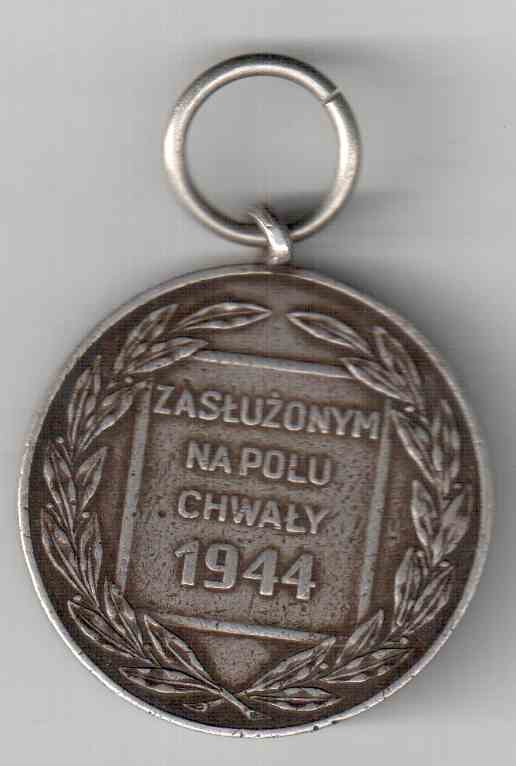 ZASŁUŻONYM
NA POLU
CHWAŁY
1944